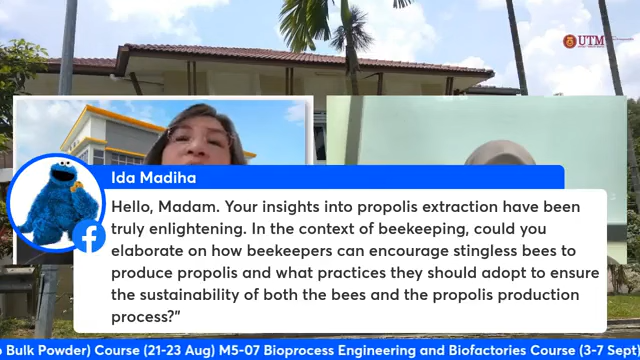 UTM
Ida Madiha
Hello, Madam. Your insights into propolis extraction have been
truly enlightening. In the context of beekeeping, could you
elaborate on how beekeepers can encourage stingless bees to
produce propolis and what practices they should adopt to ensure
the sustainability of both the bees and the propolis production
process?"
Bulk Powder) Course (21-23 Aug) M5-07 Bioprocess Engineering and Biofactories Course (3-7 Sept)